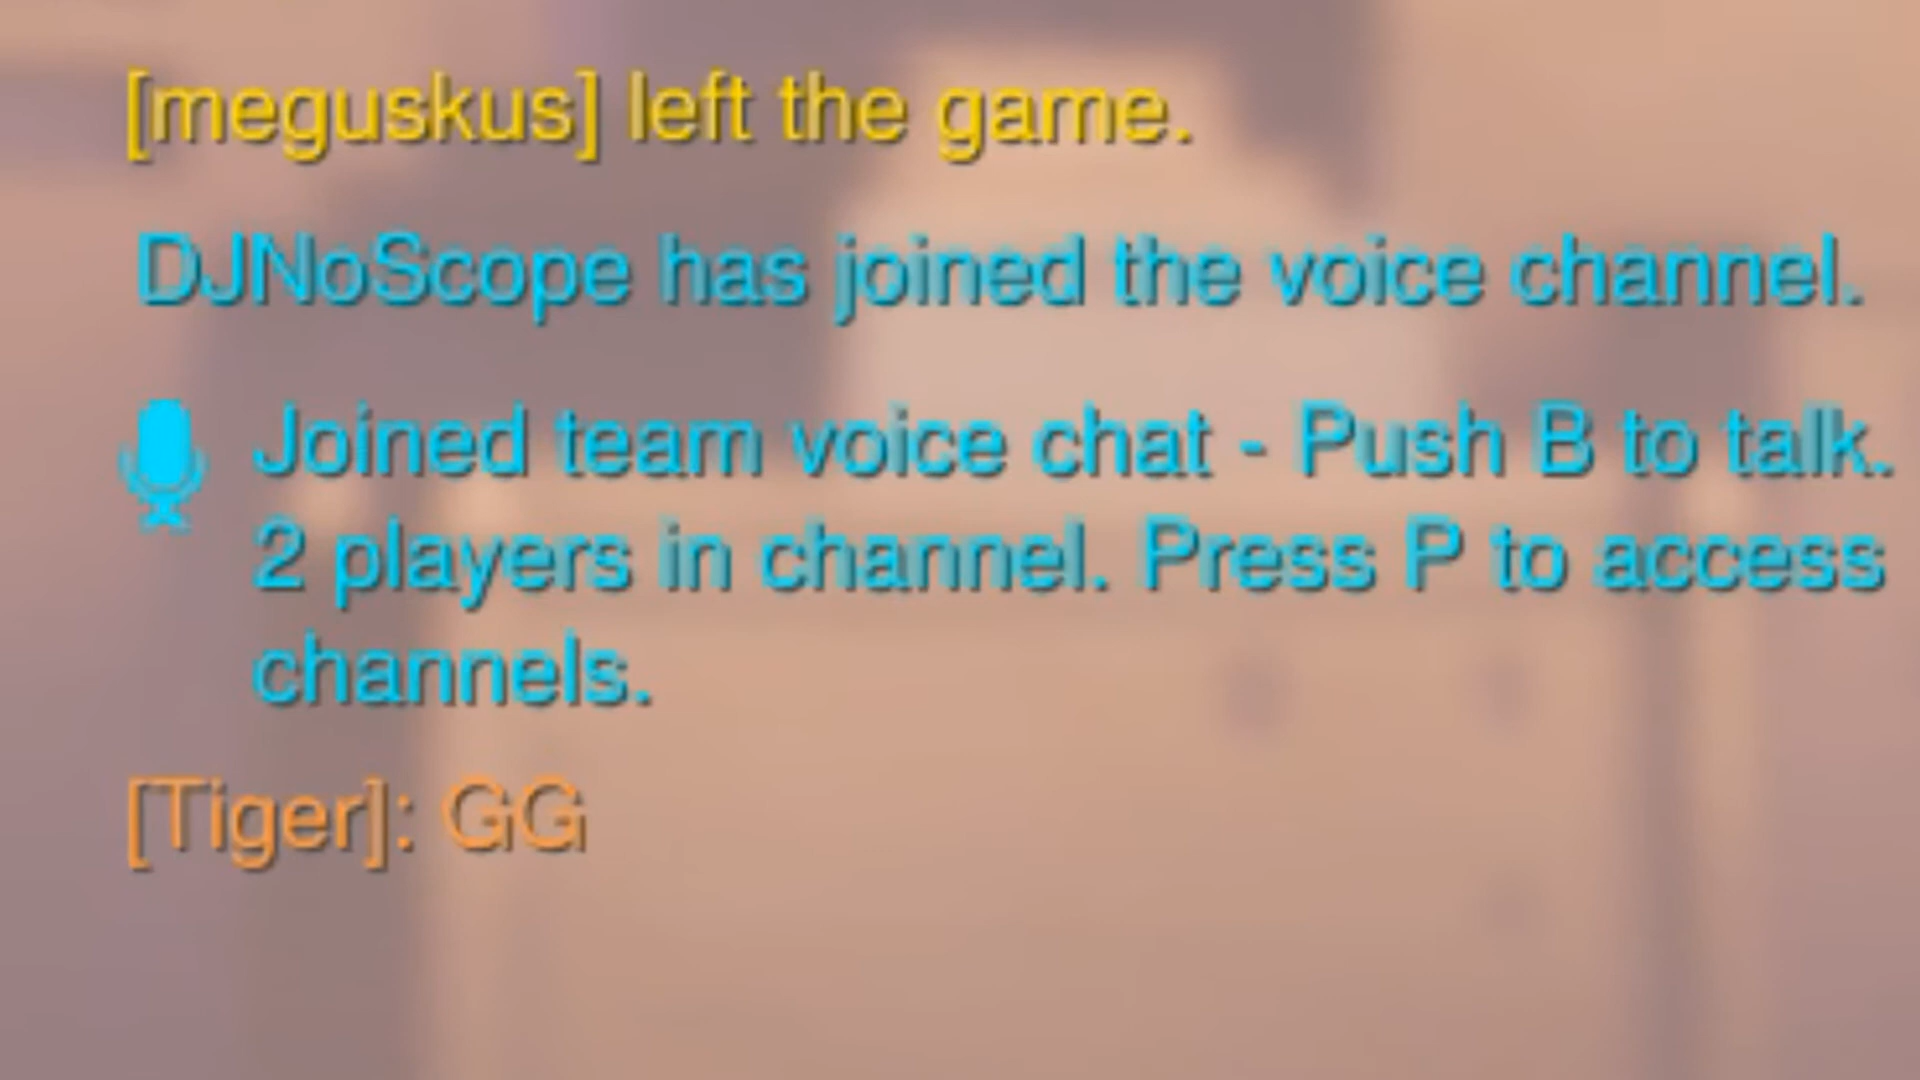 [meguskus] left the game.
DJNoScope has joined the voice channel.
Joined team voice chat - Push B to talk.
2 players in channel. Press P to access
channels.
[Tiger]: GG